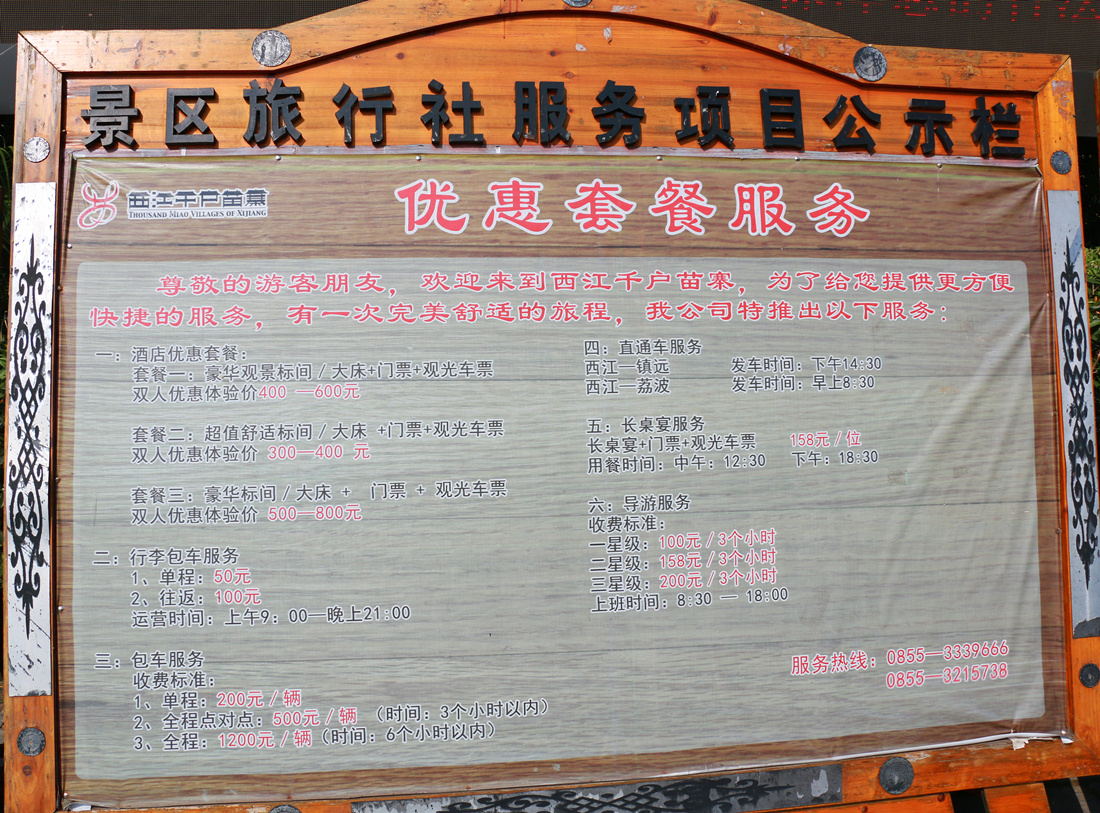 景区旅行社服务项目公示栏
西江千户苗寨
THOUSAND MIAO VILLAGES OF XIJIANG
优惠套餐服务
尊敬的游客朋友，欢迎来到西江千户苗寨，为了给您提供更方便
快捷的服务，有一次完美舒适的旅程，我公司特推出以下服务：
一：酒店优惠套餐：
套餐一：豪华观景标间/大床+门票+观光车票
双人优惠体验价400 —600元
套餐二：超值舒适标间/大床 +门票+观光车票
双人优惠体验价 300—400 元
套餐三：豪华标间/大床 + 门票 + 观光车票
双人优惠体验价 500—800元
二：行李包车服务
1、单程：50元
2、往返：100元
运营时间：上午9：00—晚上21:00
三：包车服务
收费标准：
1、单程：200元/辆
2、全程点对点：500元/辆 （时间：3个小时以内）
3、全程：1200元/辆（时间：6个小时以内）
四：直通车服务
西江—镇远 发车时间：下午14:30
西江—荔波 发车时间：早上8:30
五：长桌宴服务
长桌宴+门票+观光车票 158元/位
用餐时间：中午：12:30 下午：18:30
六：导游服务
收费标准：
一星级：100元/3个小时
二星级：158元/3个小时
三星级：200元/3个小时
上班时间：8:30 — 18:00
服务热线：0855—3339666
0855—3215738